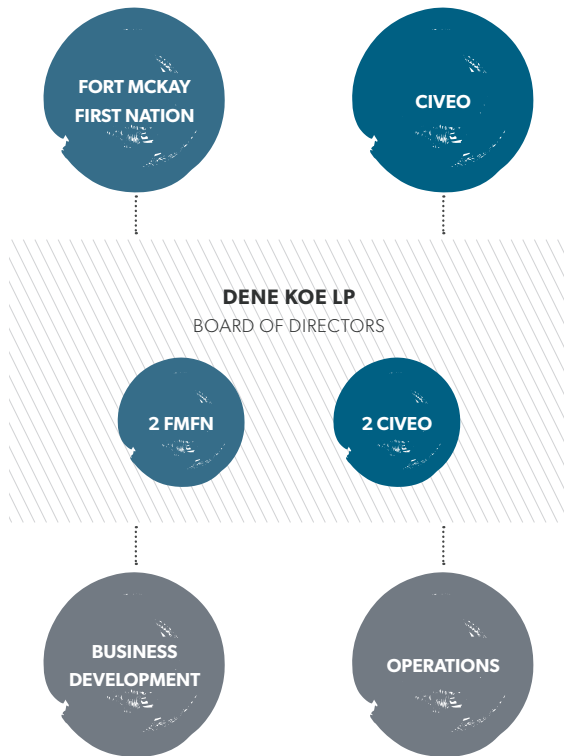 FORT MCKAY
FIRST NATION
CIVEO
DENE KOE LP
BOARD OF DIRECTORS
2 FMFN
2 CIVEO
BUSINESS
DEVELOPMENT
OPERATIONS